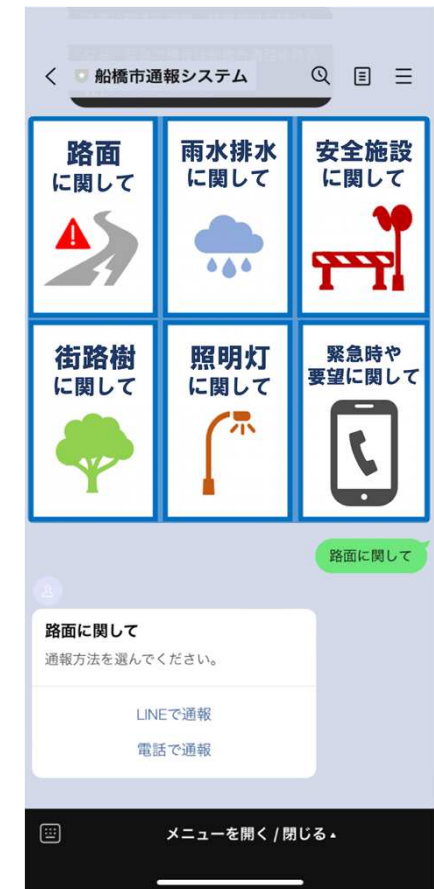 船橋市通報システム
路面
に関して
雨水排水
に関して
安全施設
に関して
街路樹
に関して
照明灯
に関して
緊急時や
要望に関して
路面に関して
路面に関して
通報方法を選んでください。
LINEで通報
電話で通報
メニューを開く / 閉じる▲